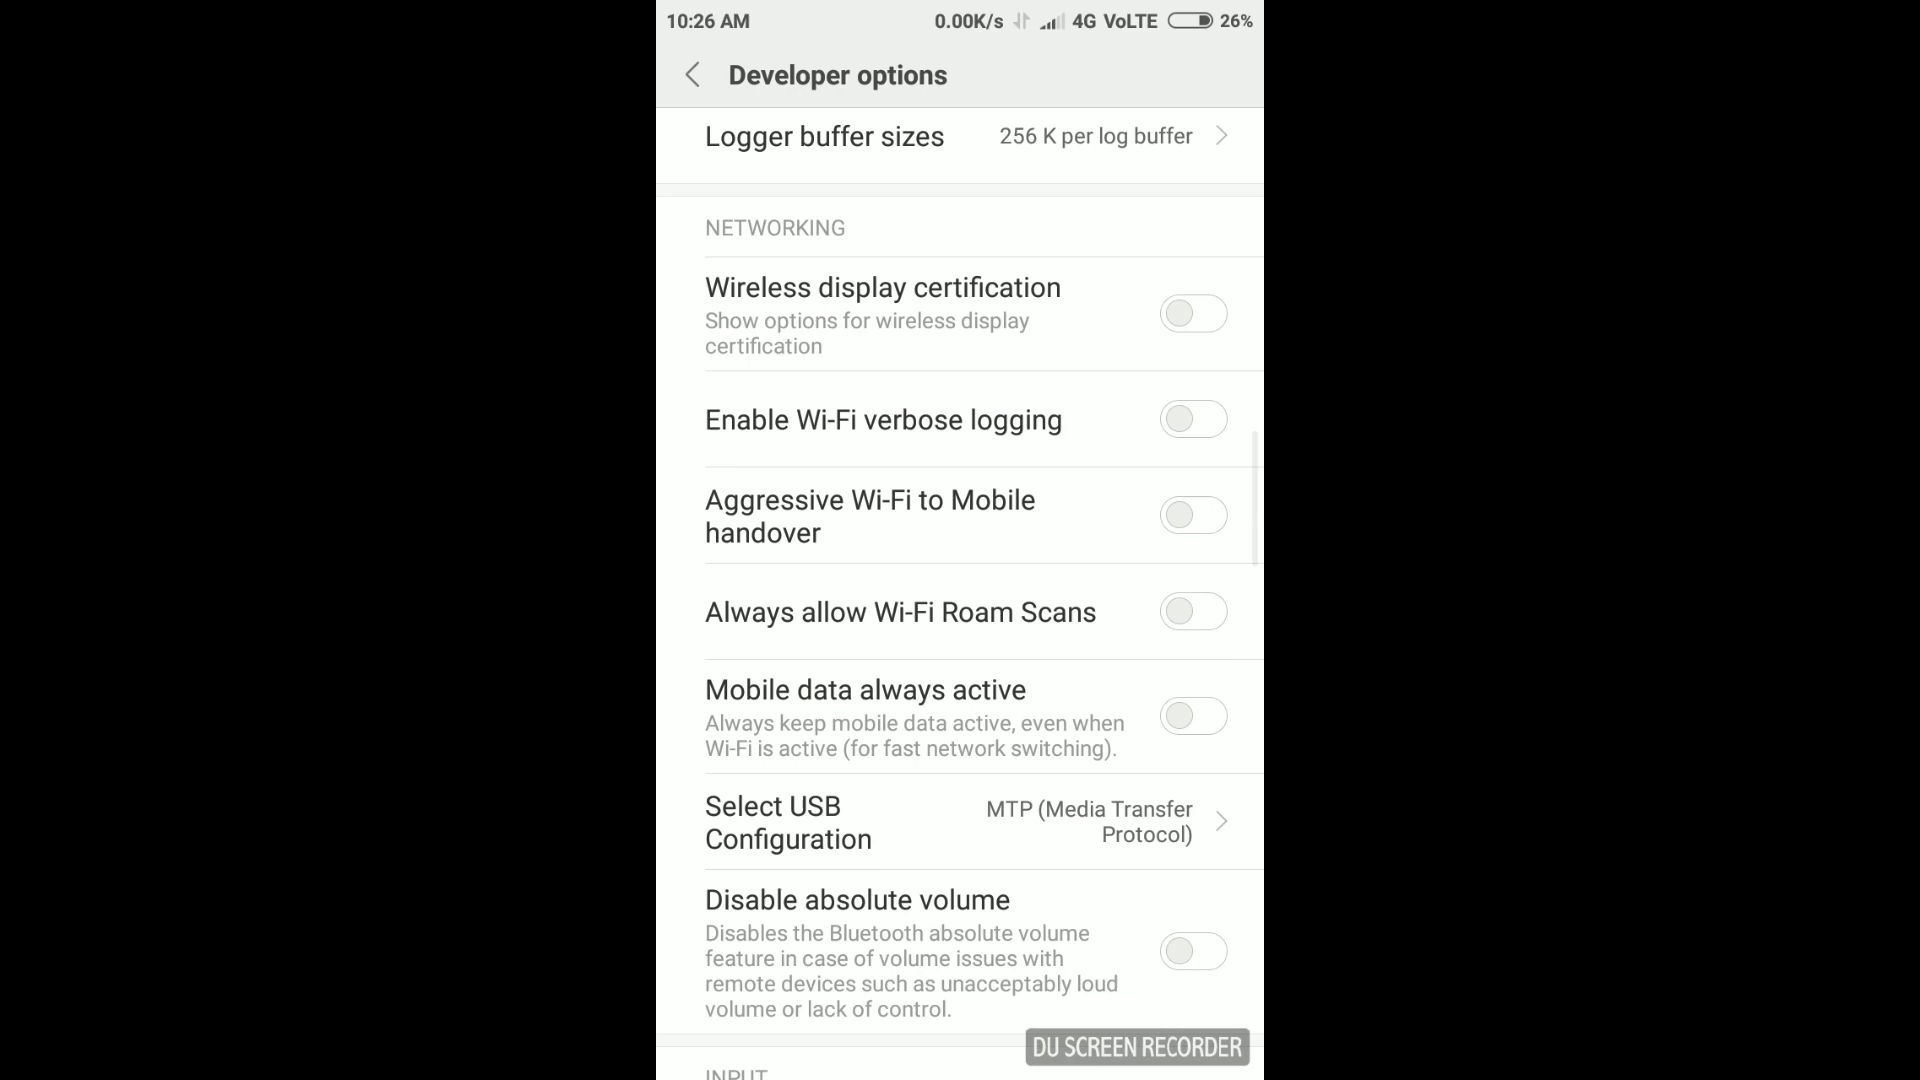 10:26 AM 0.00K/s 4G VoLTE 26%
Developer options
Logger buffer sizes 256 K per log buffer
NETWORKING
Wireless display certification
Show options for wireless display
certification
Enable Wi-Fi verbose logging
Aggressive Wi-Fi to Mobile
handover
Always allow Wi-Fi Roam Scans
Mobile data always active
Always keep mobile data active, even when
Wi-Fi is active (for fast network switching).
Select USB
Configuration
MTP (Media Transfer
Protocol)
Disable absolute volume
Disables the Bluetooth absolute volume
feature in case of volume issues with
remote devices such as unacceptably loud
volume or lack of control.
DU SCREEN RECORDER
INPUT